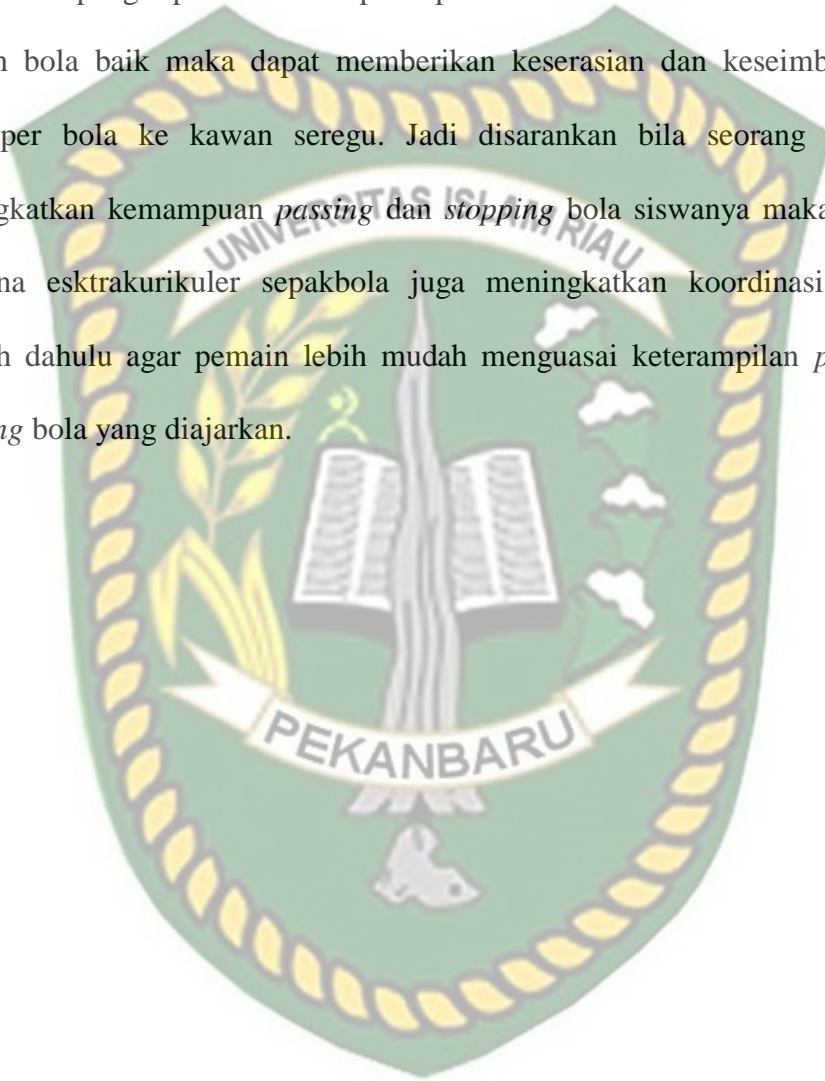 n bola baik maka dapat memberikan keserasian dan keseimb
per bola ke kawan seregu. Jadi disarankan bila seorang
gkatkan kemampuan passing dan stopping bola siswanya maka
UNIVERSITAS ISLAM RIAU
na esktrakurikuler sepakbola juga meningkatkan koordinasi
h dahulu agar pemain lebih mudah menguasai keterampilan p
ng bola yang diajarkan.
PEKANBARU